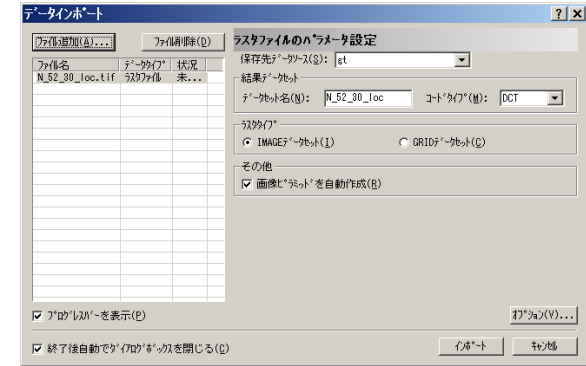 データインポート
ファイル追加(A)...
ファイル削除(D)
ファイル名 データタイプ 状況
N_52_30_loc.tif ラスタファイル 未...
ラスタファイルのパラメータ設定
保存先データソース(S): gt
結果データセット
データセット名(N): N_52_30_loc コードタイプ(M): DCT
ラスタタイプ
IMAGEデータセット(I) GRIDデータセット(G)
その他
画像ピラミッドを自動作成(R)
プログレスバーを表示(P)
オプション(V)...
終了後自動でダイアログボックスを閉じる(C)
インポート
キャンセル